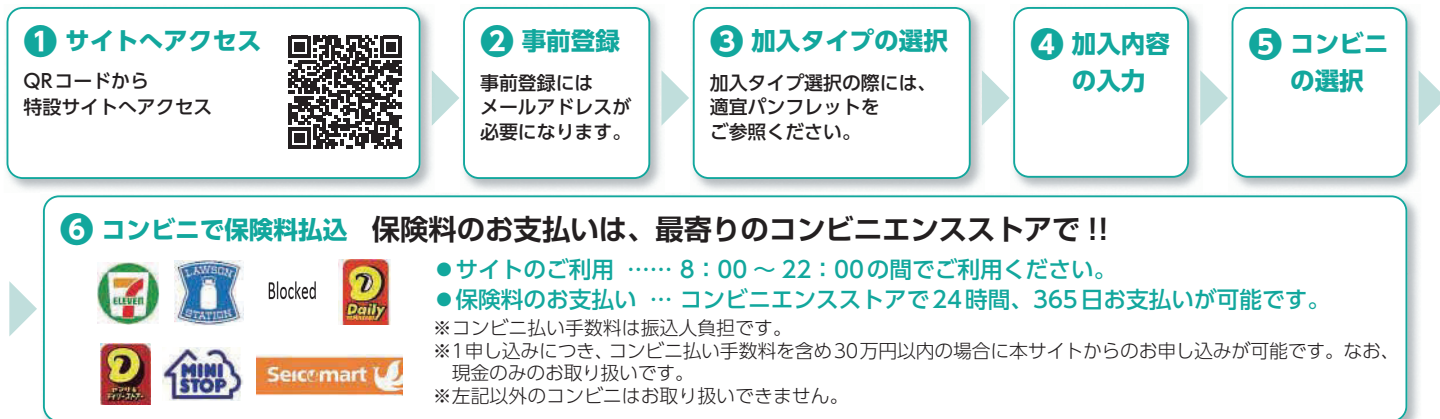 ❶ サイトへアクセス
QRコードから
特設サイトへアクセス
❷ 事前登録
事前登録には
メールアドレスが
必要になります。
❸ 加入タイプの選択
加入タイプ選択の際には、
適宜パンフレットを
ご参照ください。
❹ 加入内容
の入力
❺ コンビニ
の選択
❻ コンビニで保険料払込 保険料のお支払いは、最寄りのコンビニエンスストアで!!
7 ELEVEN
LAWSON
STATION
Blocked
D
Daily
D
MINI
STOP
Seicomart
●サイトのご利用 …… 8：00 ～ 22：00の間でご利用ください。
●保険料のお支払い … コンビニエンスストアで24時間、365日お支払いが可能です。
※コンビニ払い手数料は振込人負担です。
※1申し込みにつき、コンビニ払い手数料を含め30万円以内の場合に本サイトからのお申し込みが可能です。なお、
現金のみのお取り扱いです。
※左記以外のコンビニはお取り扱いできません。